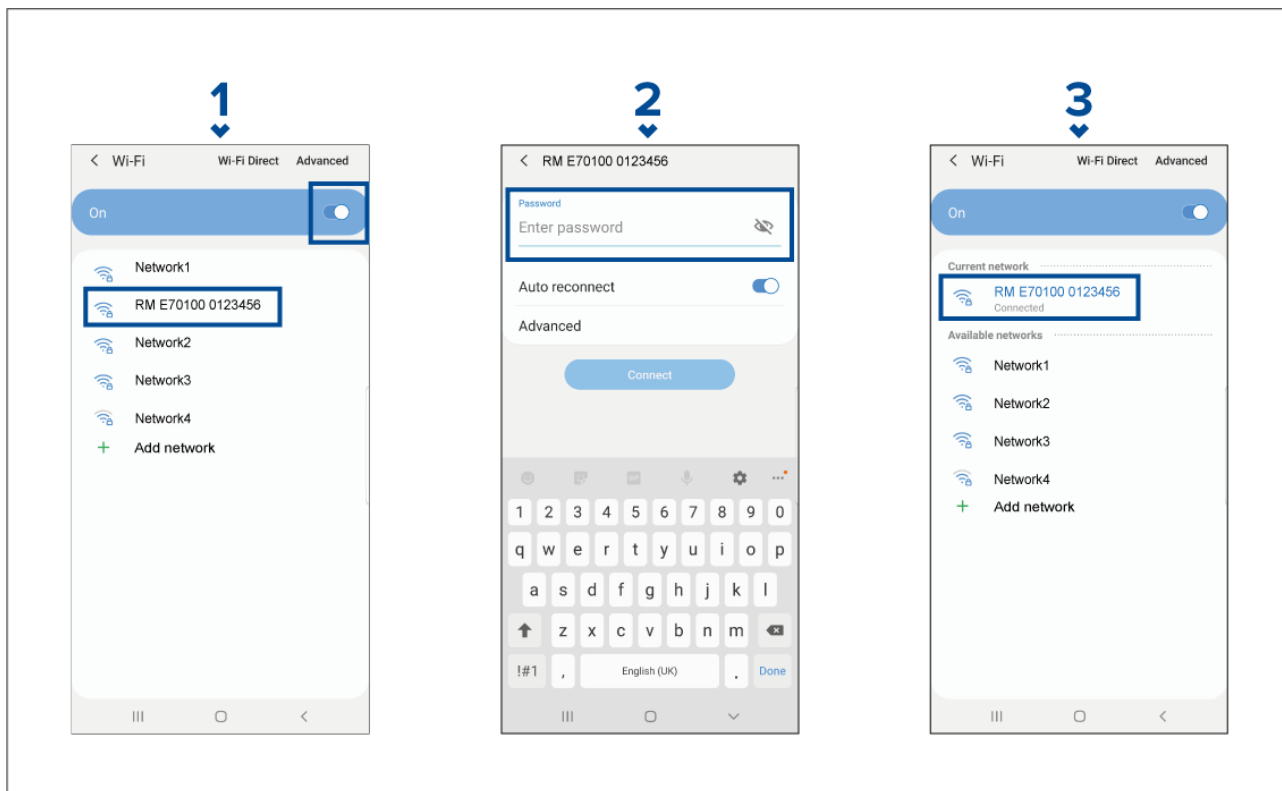 1
Wi-Fi Wi-Fi Direct Advanced
On
Network1
RM E70100 0123456
Network2
Network3
Network4
+ Add network
2
RM E70100 0123456
Password
Enter password
Auto reconnect
Advanced
Connect
1 2 3 4 5 6 7 8 9 0
q w e r t y u i o p
a s d f g h j k l
z x c v b n m
!#1 , English (UK) . Done
3
Wi-Fi Wi-Fi Direct Advanced
On
Current network
RM E70100 0123456
Connected
Available networks
Network1
Network2
Network3
Network4
+ Add network